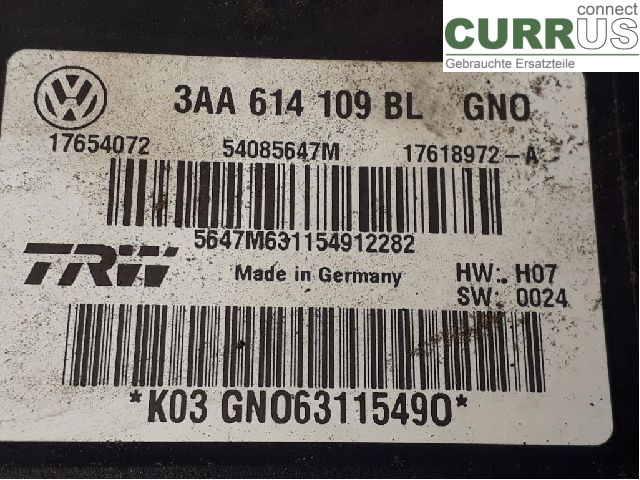 connect
CURRUS
Gebrauchte Ersatzteile
3AA 614 109 BL GNO
17654072 54085647M 17618972-A
5647M631154912282
TRW Made in Germany HW: H07
SW: 0024
*K03 GNO63115490*